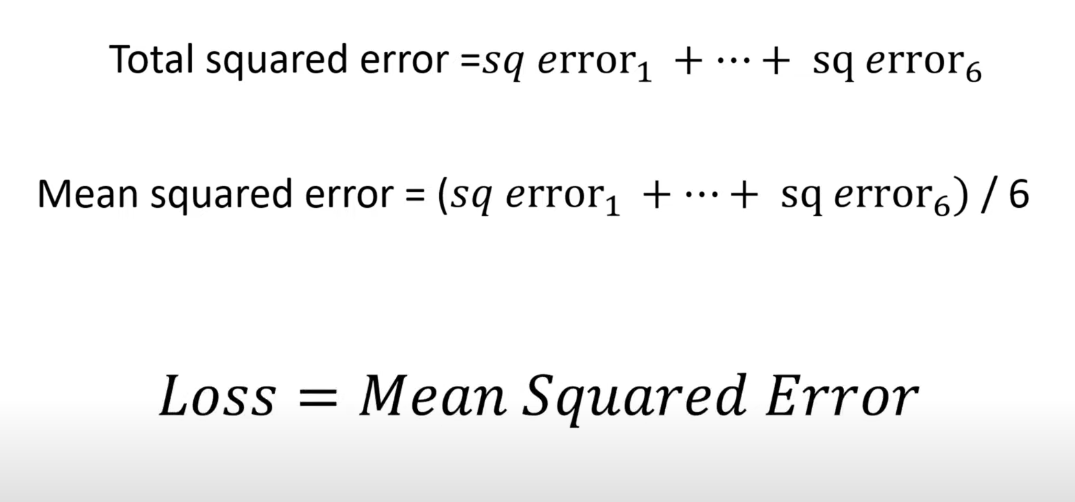 Total squared error =sq error₁ + ⋯ + sq error₆
Mean squared error = (sq error₁ + ⋯ + sq error₆) / 6
Loss = Mean Squared Error